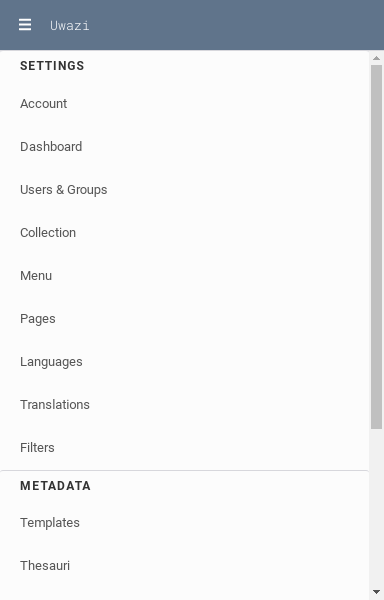 Uwazi
SETTINGS
Account
Dashboard
Users & Groups
Collection
Menu
Pages
Languages
Translations
Filters
METADATA
Templates
Thesauri